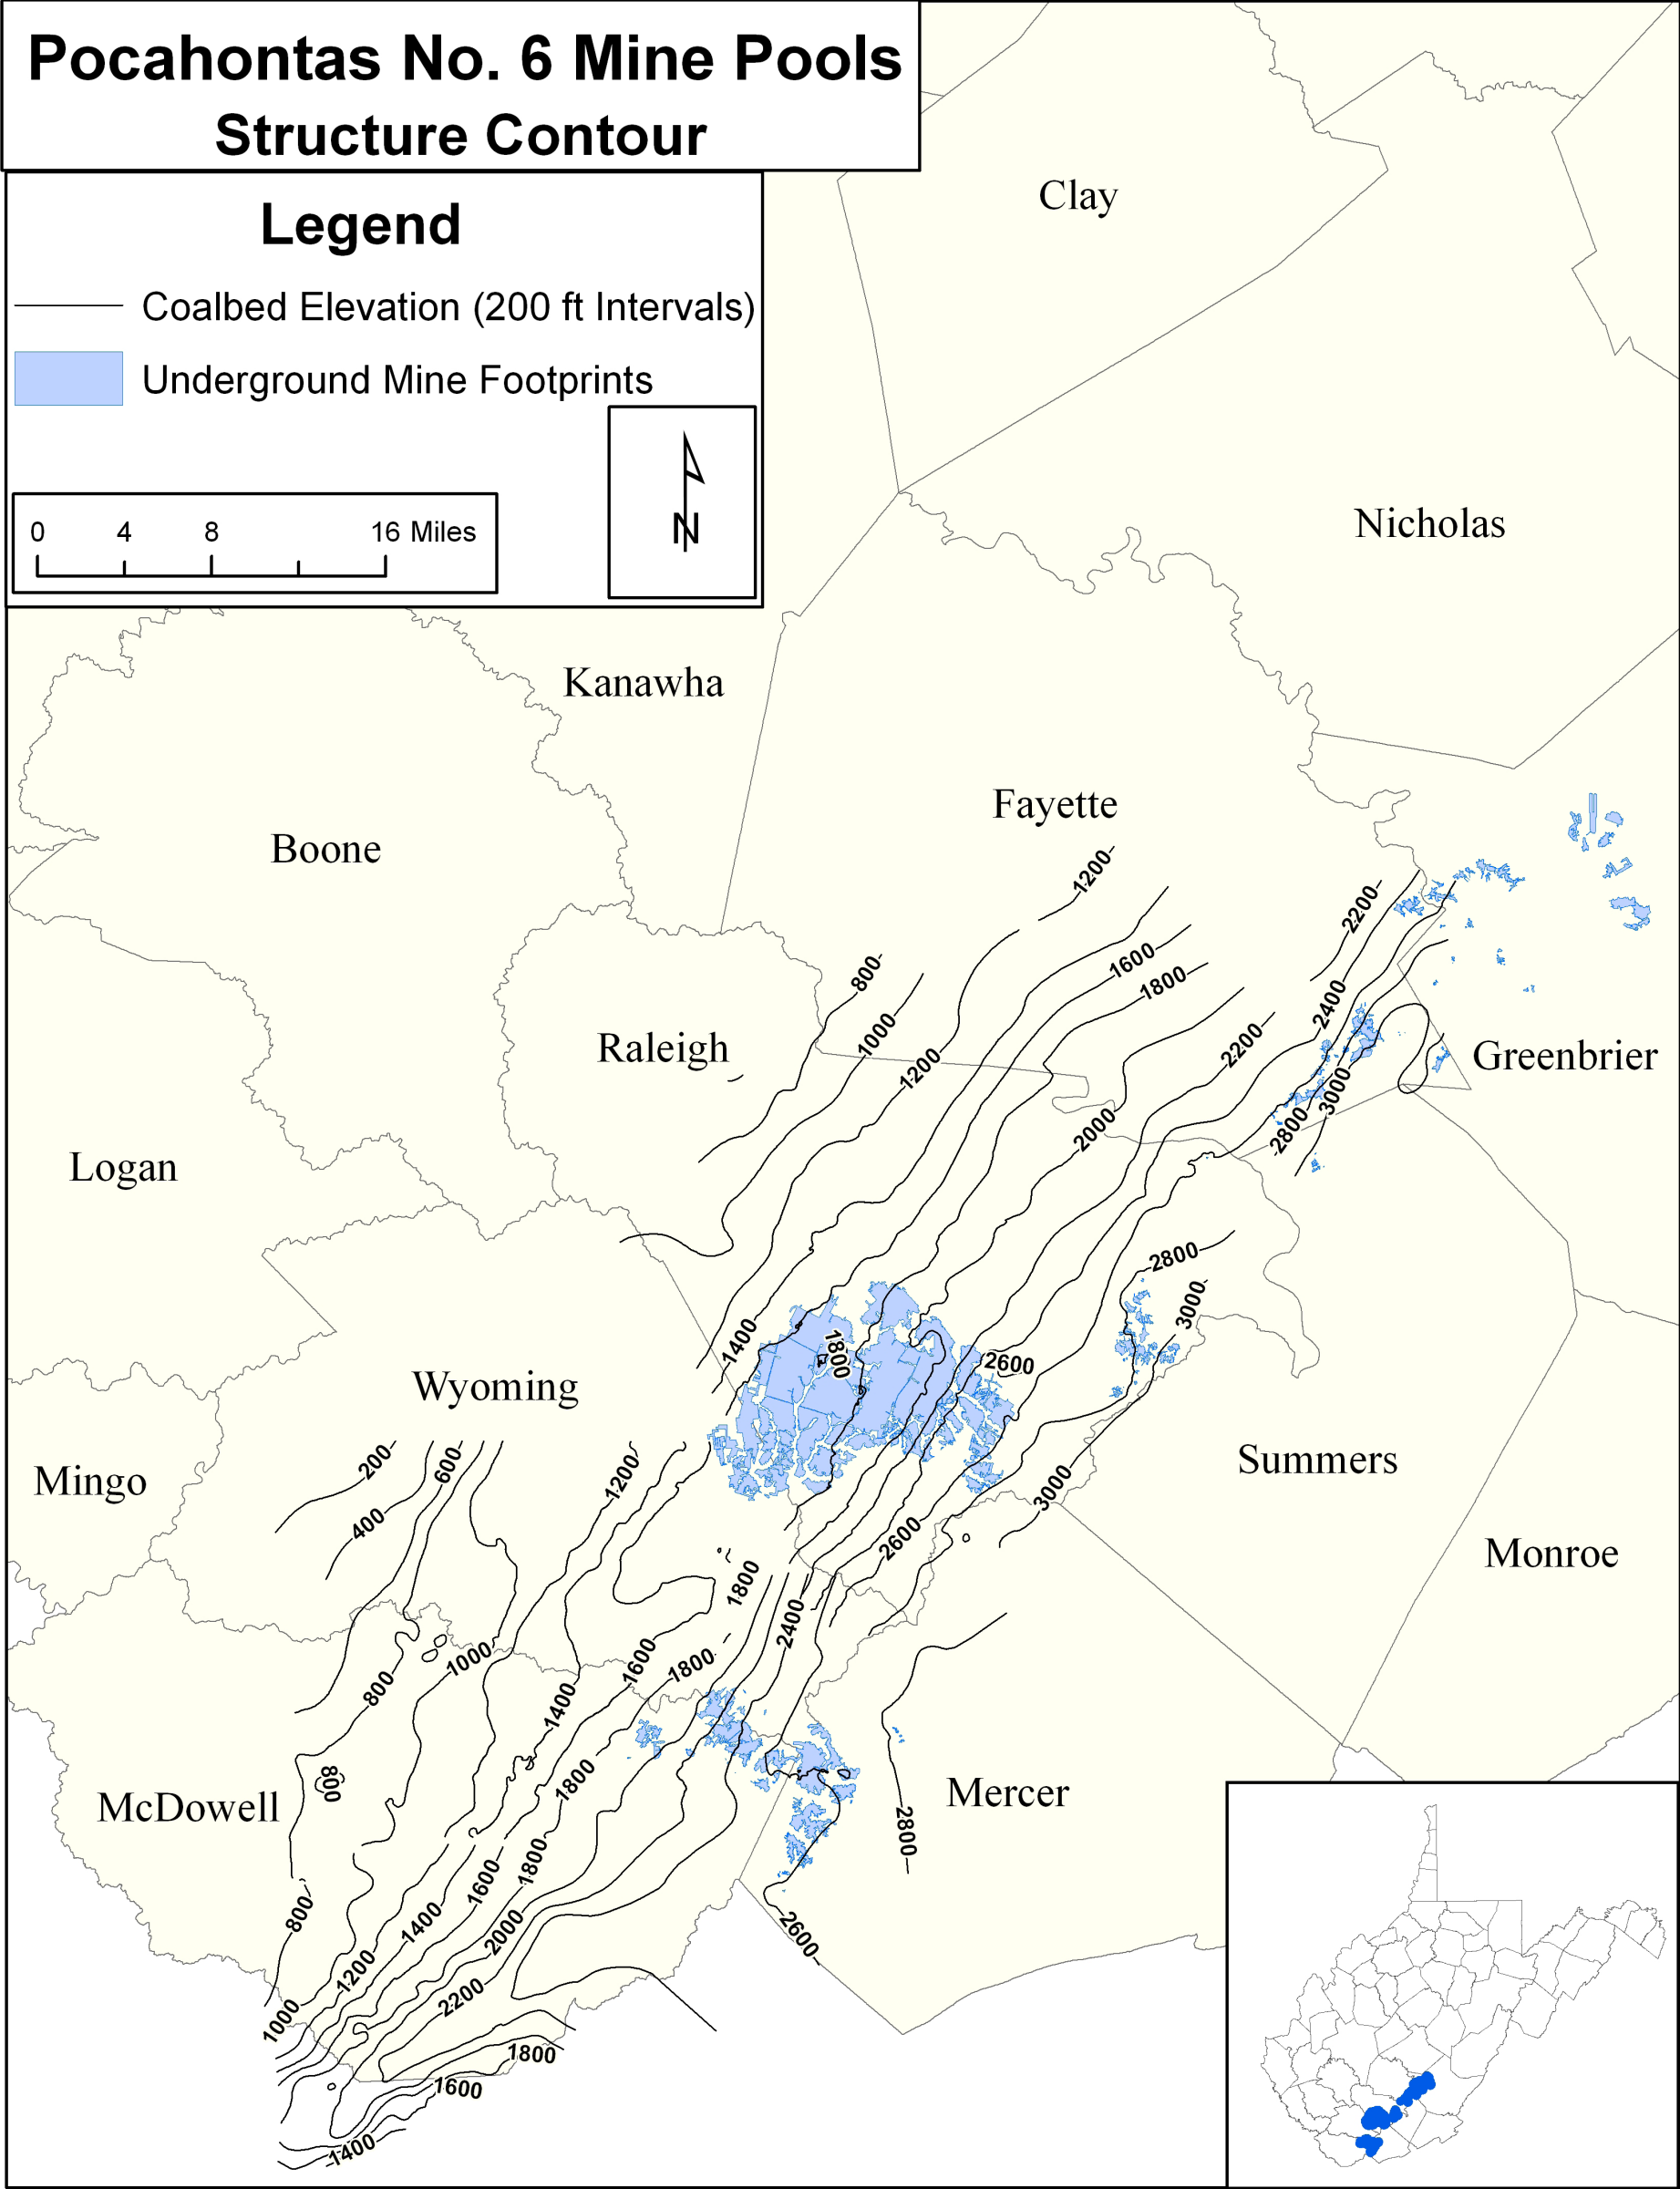 Pocahontas No. 6 Mine Pools
Structure Contour
Legend
Coalbed Elevation (200 ft Intervals)
Underground Mine Footprints
0 4 8 16 Miles
N
Clay
Nicholas
Kanawha
Fayette
Boone
1200
2200
800
1600
1800
2400
Raleigh
1000
1200
2200
Greenbrier
3000
2000
2800
Logan
2800
3000
1400
1800
2600
Wyoming
200
600
1200
Summers
Mingo
400
3000
2600
Monroe
1800
2400
1000
1600
1800
800
1400
800
1800
McDowell
Mercer
2800
1800
1600
800
1400
2000
2600
1200
2200
1000
1800
1600
1400